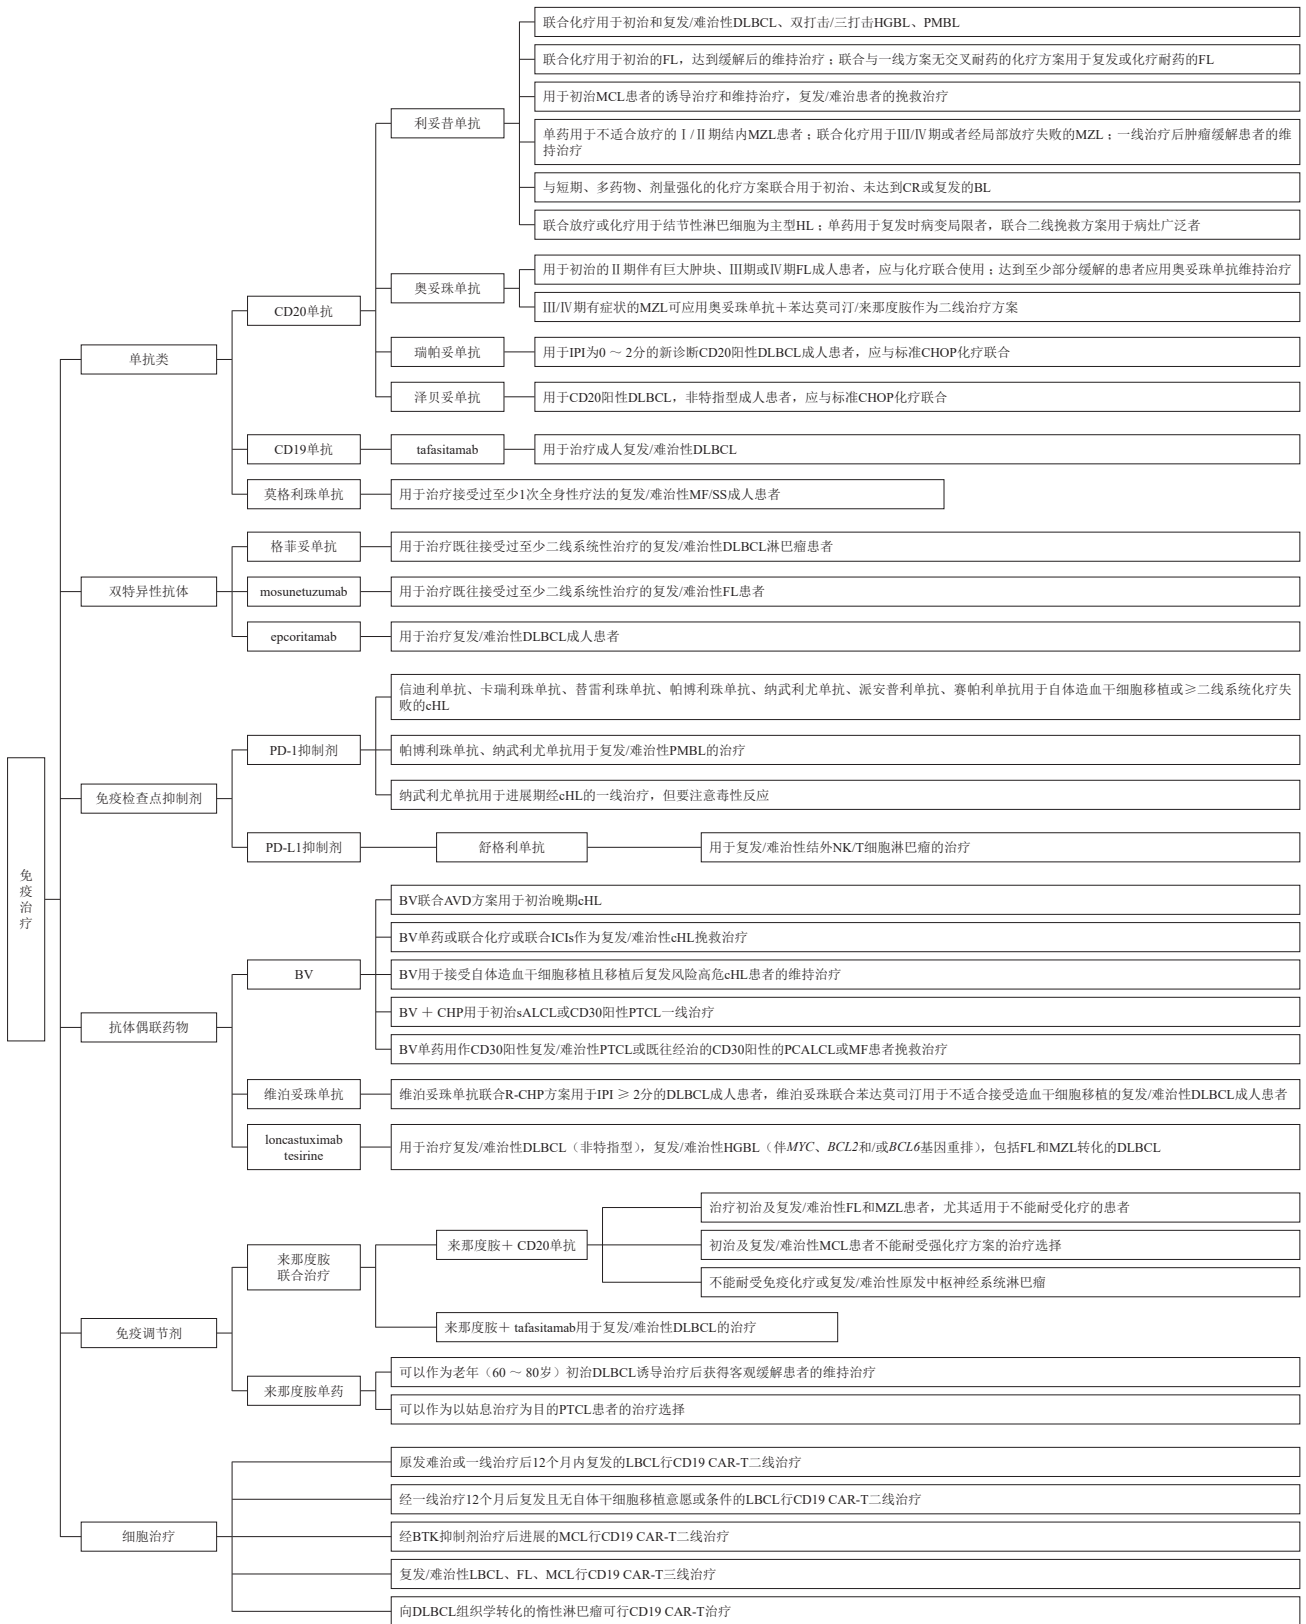 联合化疗用于初治和复发/难治性DLBCL、双打击/三打击HGBL、PMBL
联合化疗用于初治的FL，达到缓解后的维持治疗；联合与一线方案无交叉耐药的化疗方案用于复发或化疗耐药的FL
用于初治MCL患者的诱导治疗和维持治疗，复发/难治患者的挽救治疗
利妥昔单抗
单药用于不适合放疗的Ⅰ/Ⅱ期结内MZL患者；联合化疗用于III/Ⅳ期或者经局部放疗失败的MZL；一线治疗后肿瘤缓解患者的维
持治疗
与短期、多药物、剂量强化的化疗方案联合用于初治、未达到CR或复发的BL
联合放疗或化疗用于结节性淋巴细胞为主型HL；单药用于复发时病变局限者，联合二线挽救方案用于病灶广泛者
用于初治的Ⅱ期伴有巨大肿块、III期或Ⅳ期FL成人患者，应与化疗联合使用；达到至少部分缓解的患者应用奥妥珠单抗维持治疗
奥妥珠单抗
CD20单抗
III/Ⅳ期有症状的MZL可应用奥妥珠单抗＋苯达莫司汀/来那度胺作为二线治疗方案
单抗类
瑞帕妥单抗
用于IPI为0 ～ 2分的新诊断CD20阳性DLBCL成人患者，应与标准CHOP化疗联合
泽贝妥单抗
用于CD20阳性DLBCL，非特指型成人患者，应与标准CHOP化疗联合
CD19单抗
tafasitamab
用于治疗成人复发/难治性DLBCL
莫格利珠单抗
用于治疗接受过至少1次全身性疗法的复发/难治性MF/SS成人患者
格菲妥单抗
用于治疗既往接受过至少二线系统性治疗的复发/难治性DLBCL淋巴瘤患者
双特异性抗体
mosunetuzumab
用于治疗既往接受过至少二线系统性治疗的复发/难治性FL患者
epcoritamab
用于治疗复发/难治性DLBCL成人患者
信迪利单抗、卡瑞利珠单抗、替雷利珠单抗、帕博利珠单抗、纳武利尤单抗、派安普利单抗、赛帕利单抗用于自体造血干细胞移植或≥二线系统化疗失
败的cHL
PD-1抑制剂
帕博利珠单抗、纳武利尤单抗用于复发/难治性PMBL的治疗
免疫检查点抑制剂
纳武利尤单抗用于进展期经cHL的一线治疗，但要注意毒性反应
PD-L1抑制剂
舒格利单抗
用于复发/难治性结外NK/T细胞淋巴瘤的治疗
免
疫
治
疗
BV联合AVD方案用于初治晚期cHL
BV单药或联合化疗或联合ICIs作为复发/难治性cHL挽救治疗
BV
BV用于接受自体造血干细胞移植且移植后复发风险高危cHL患者的维持治疗
BV ＋ CHP用于初治sALCL或CD30阳性PTCL一线治疗
抗体偶联药物
BV单药用作CD30阳性复发/难治性PTCL或既往经治的CD30阳性的PCALCL或MF患者挽救治疗
维泊妥珠单抗
维泊妥珠单抗联合R-CHP方案用于IPI ≥ 2分的DLBCL成人患者，维泊妥珠联合苯达莫司汀用于不适合接受造血干细胞移植的复发/难治性DLBCL成人患者
loncastuximab
tesirine
用于治疗复发/难治性DLBCL（非特指型），复发/难治性HGBL（伴MYC、BCL2和/或BCL6基因重排），包括FL和MZL转化的DLBCL
治疗初治及复发/难治性FL和MZL患者，尤其适用于不能耐受化疗的患者
来那度胺
联合治疗
来那度胺＋ CD20单抗
初治及复发/难治性MCL患者不能耐受强化疗方案的治疗选择
不能耐受免疫化疗或复发/难治性原发中枢神经系统淋巴瘤
免疫调节剂
来那度胺＋ tafasitamab用于复发/难治性DLBCL的治疗
来那度胺单药
可以作为老年（60 ～ 80岁）初治DLBCL诱导治疗后获得客观缓解患者的维持治疗
可以作为以姑息治疗为目的PTCL患者的治疗选择
原发难治或一线治疗后12个月内复发的LBCL行CD19 CAR-T二线治疗
经一线治疗12个月后复发且无自体干细胞移植意愿或条件的LBCL行CD19 CAR-T二线治疗
细胞治疗
经BTK抑制剂治疗后进展的MCL行CD19 CAR-T二线治疗
复发/难治性LBCL、FL、MCL行CD19 CAR-T三线治疗
向DLBCL组织学转化的惰性淋巴瘤可行CD19 CAR-T治疗